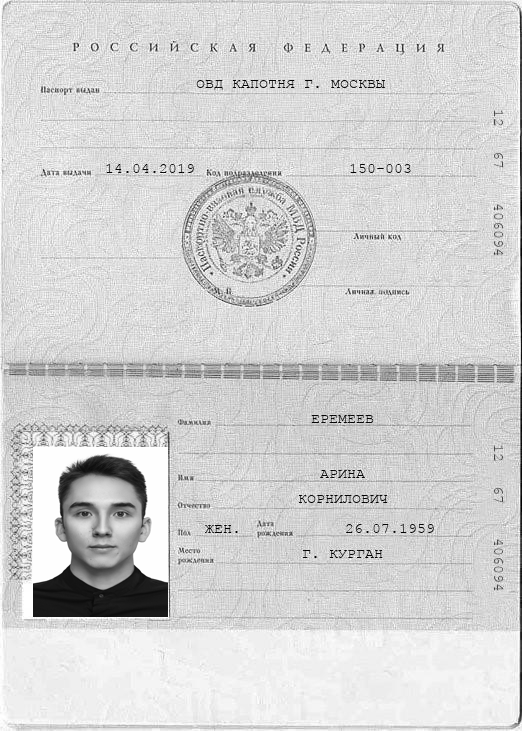 РОССИЙСКАЯ ФЕДЕРАЦИЯ
Паспорт выдан ОВД КАПОТНЯ Г. МОСКВЫ
Дата выдачи 14.04.2019 Код подразделения 150-003
12 67 406094
Паспортно-визовая служба МВД России
Личный код
М. П. Личная подпись
Фамилия ЕРЕМЕЕВ
Имя АРИНА
Отчество КОРНИЛОВИЧ
Пол ЖЕН. Дата рождения 26.07.1959
Место рождения Г. КУРГАН
12 67 406094